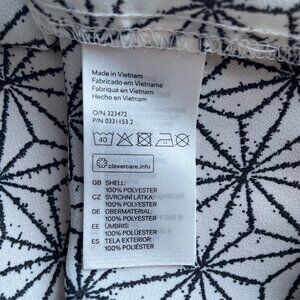 Made in Vietnam
Fabricado em Vietname
Fabriqué en Vietnam
Hecho en Vietnam
O/N 323472
P/N 0331153 2
40
clevercare.info
GB SHELL:
100% POLYESTER
CZ SVRCHNÍ LÁTKA:
100% POLYESTER
DE OBERMATERIAL:
100% POLYESTER
EE ÜMBRIS:
100% POLÜESTER
ES TELA EXTERIOR:
100% POLIÉSTER